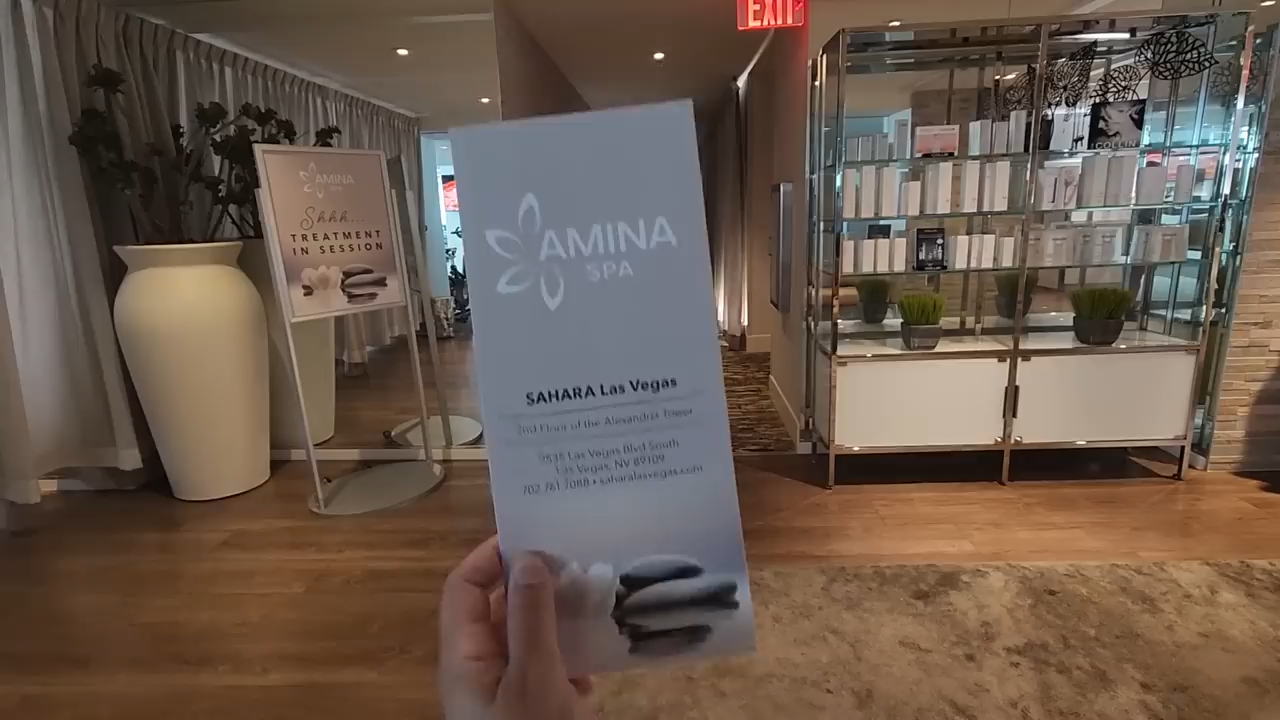 EXIT
AMINA
SPA
Shhh...
TREATMENT
IN SESSION
AMINA
SPA
SAHARA Las Vegas
2nd Floor of the Alexandria Tower
2535 Las Vegas Blvd South
Las Vegas, NV 89109
702.761.7088 • saharalasvegas.com